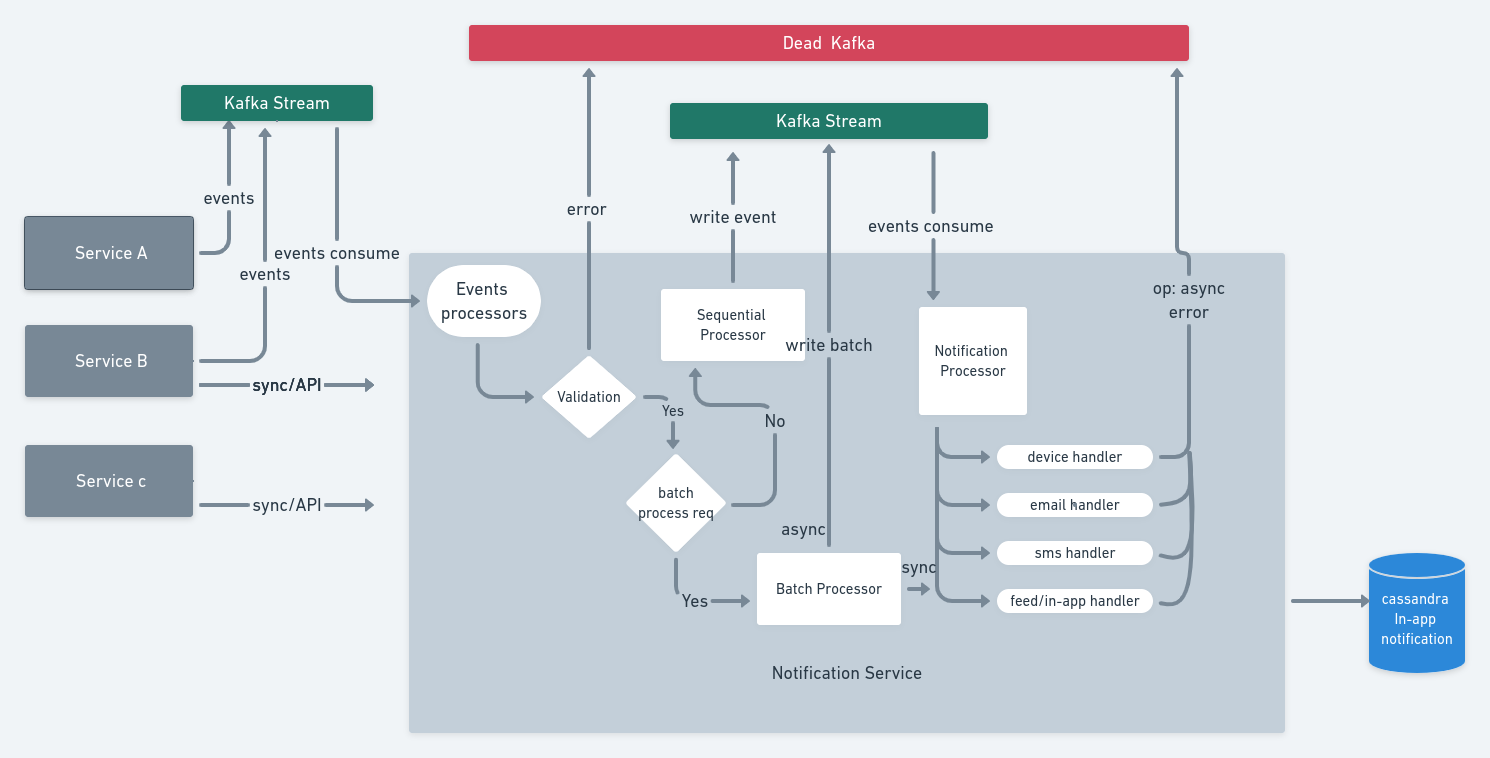 Dead Kafka
Kafka Stream
Kafka Stream
events
write event
error
events consume
Service A
events consume
events
Events
processors
op: async
error
Sequential
Processor
write batch
Notification
Processor
Service B
sync/API
Validation
Yes
No
device handler
Service c
sync/API
batch
process req
email handler
async
sms handler
sync
Yes
Batch Processor
feed/in-app handler
cassandra
In-app
notification
Notification Service